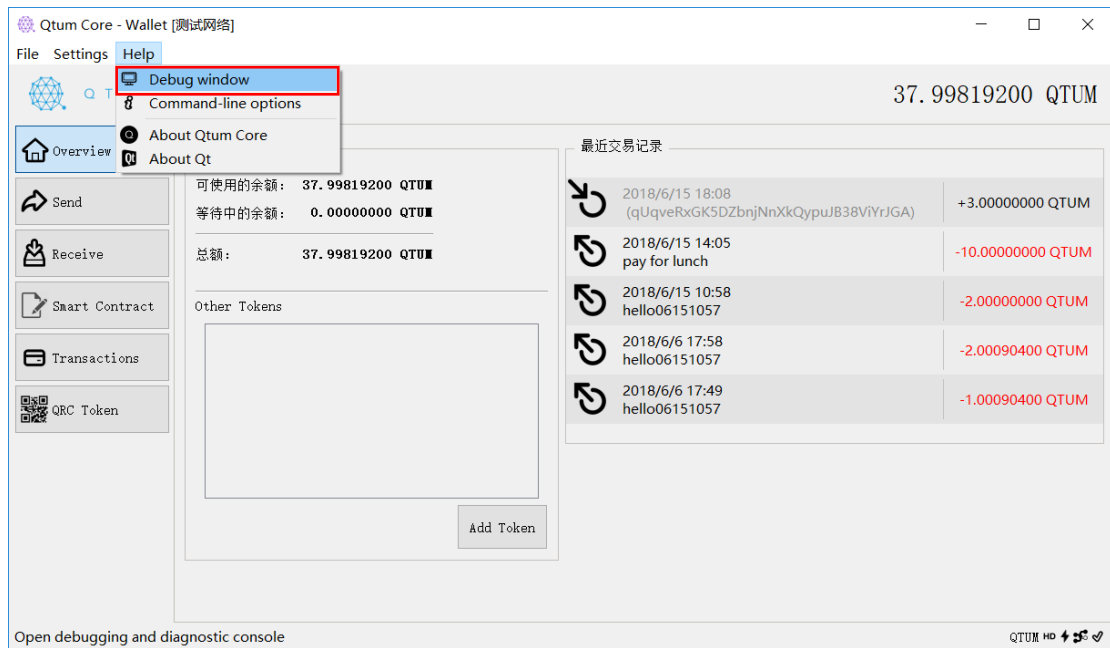 Qtum Core - Wallet [测试网络]
File Settings Help
Debug window
Command-line options
About Qtum Core
About Qt
Q T
37.99819200 QTUM
Overview
Send
Receive
Smart Contract
Transactions
QRC Token
可使用的余额: 37.99819200 QTUM
等待中的余额: 0.00000000 QTUM
总额: 37.99819200 QTUM
Other Tokens
Add Token
最近交易记录
2018/6/15 18:08
(qUqveRxGK5DZbnjNnXkQypuJB38ViYrJGA)
+3.00000000 QTUM
2018/6/15 14:05
pay for lunch
-10.00000000 QTUM
2018/6/15 10:58
hello06151057
-2.00000000 QTUM
2018/6/6 17:58
hello06151057
-2.00090400 QTUM
2018/6/6 17:49
hello06151057
-1.00090400 QTUM
Open debugging and diagnostic console
QTUM HD